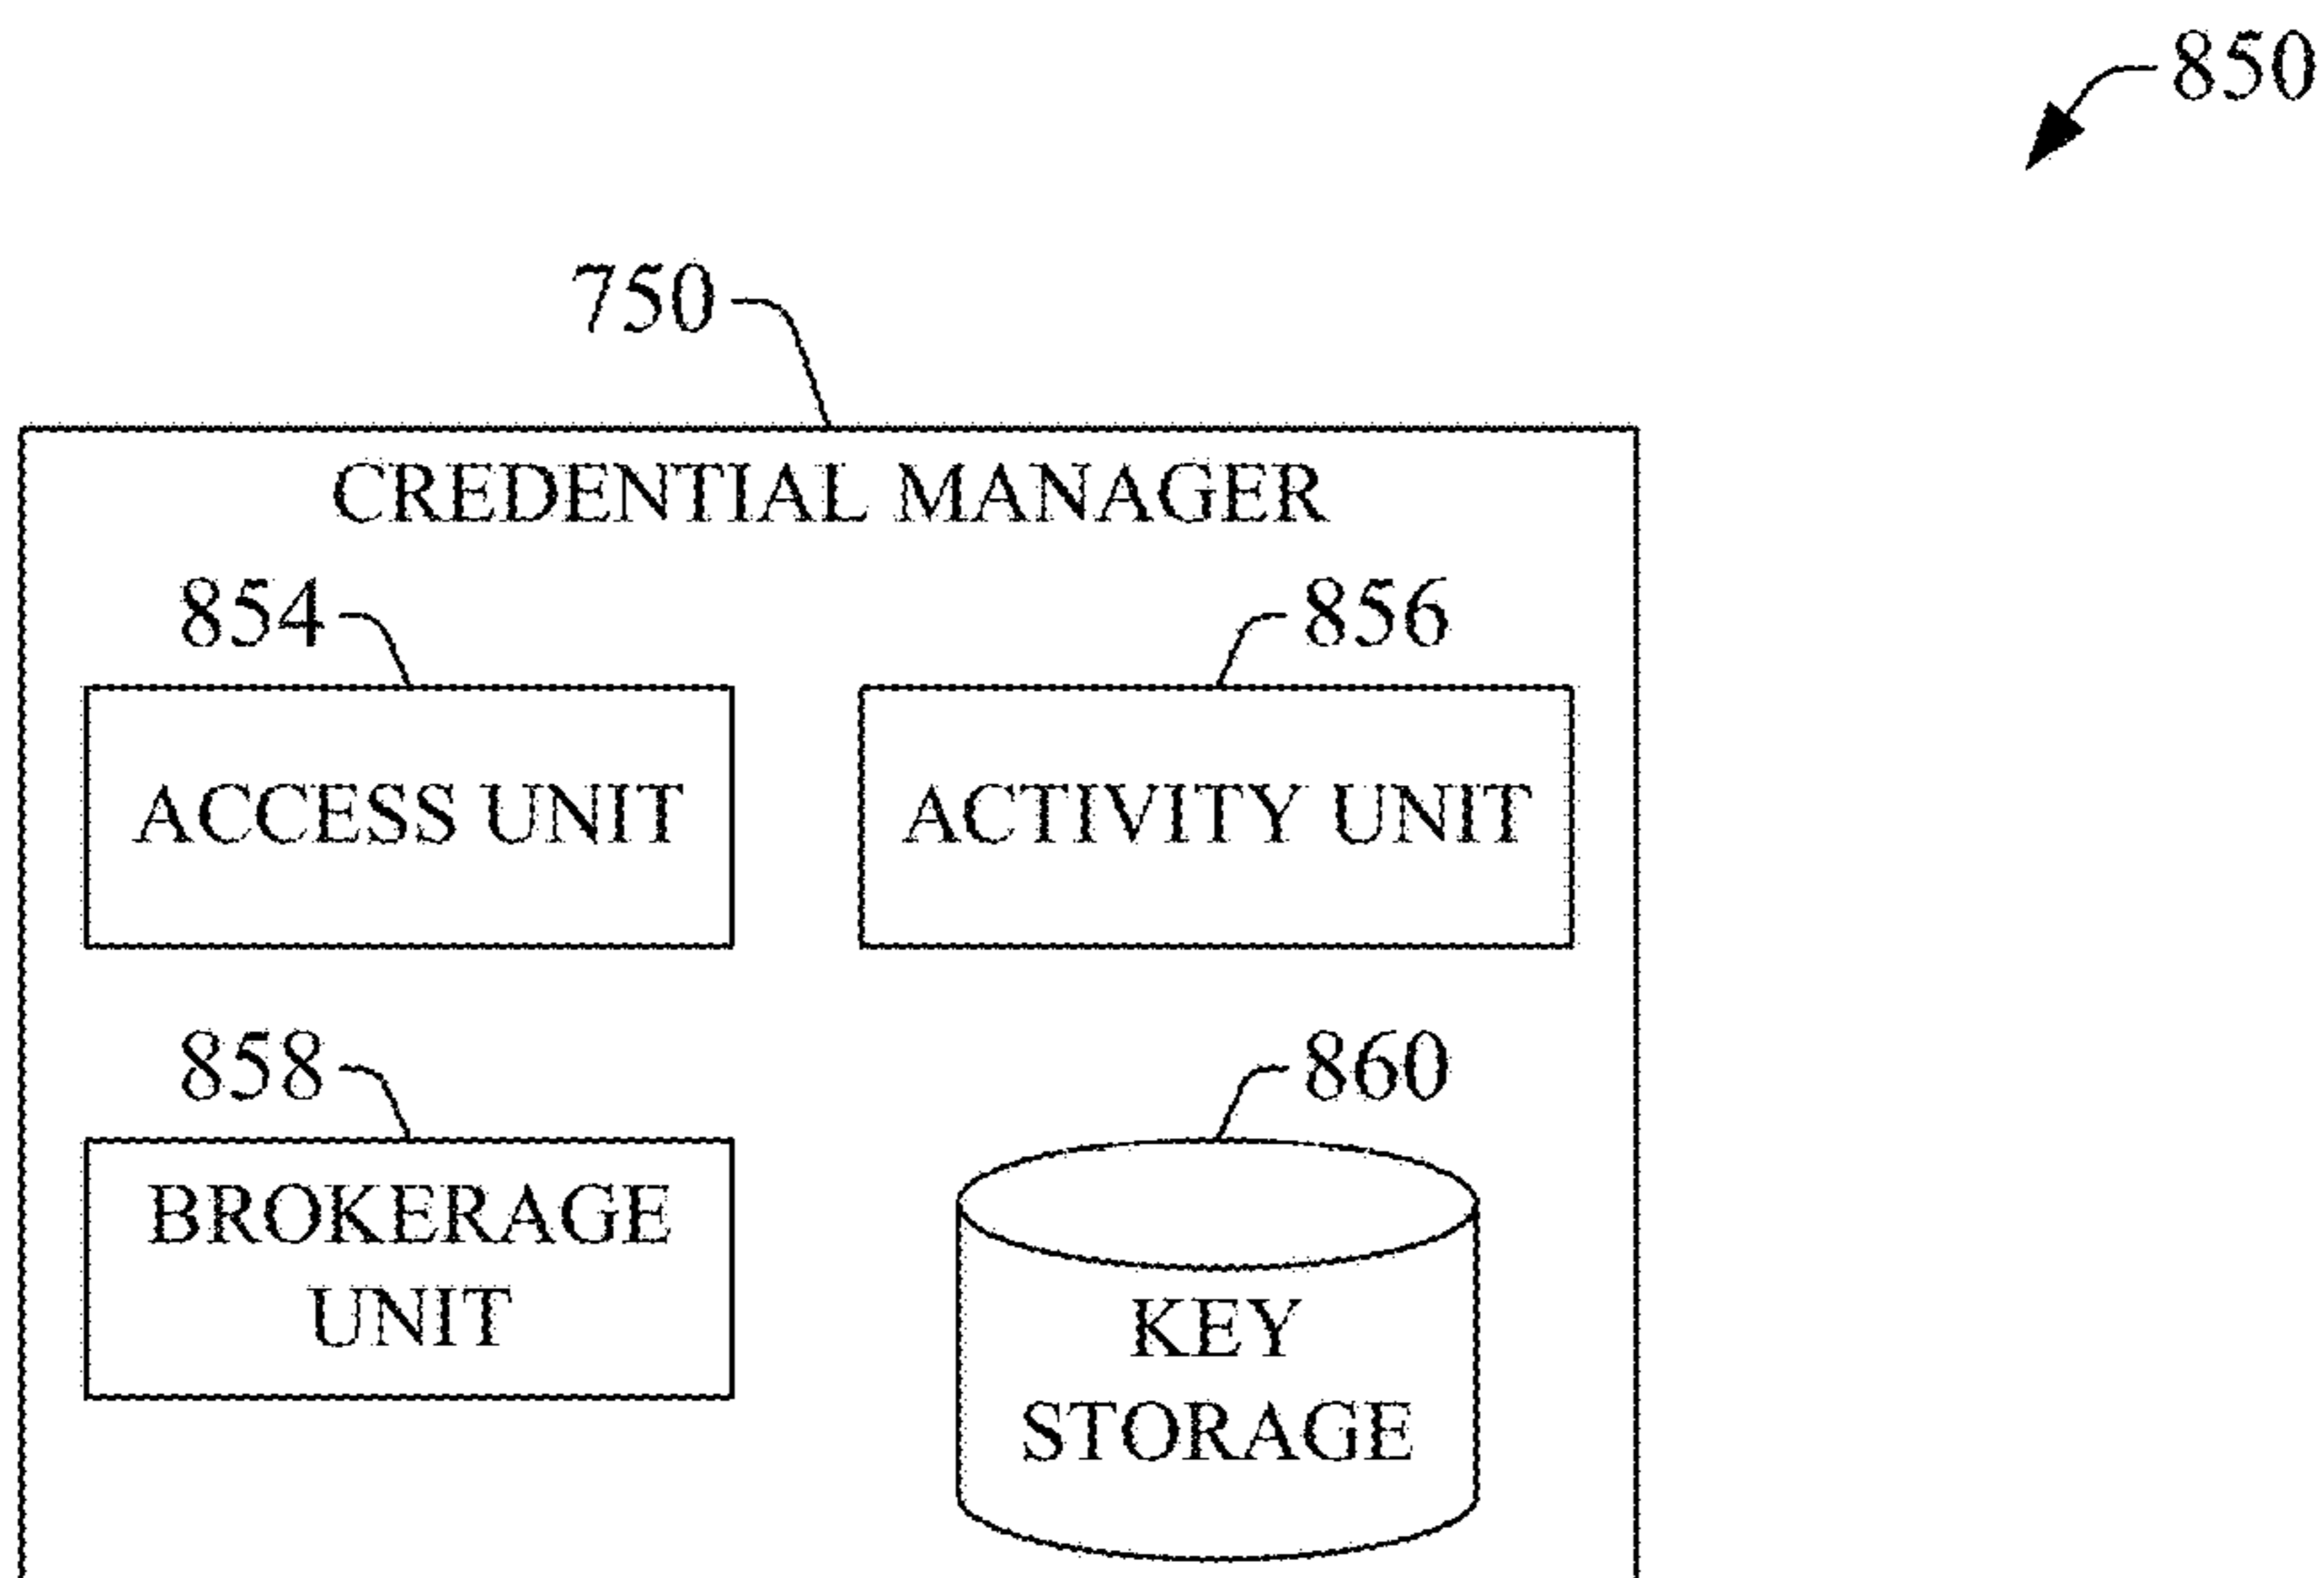 850
750
CREDENTIAL MANAGER
854
856
ACCESS UNIT
ACTIVITY UNIT
858
860
BROKERAGE
UNIT
KEY
STORAGE